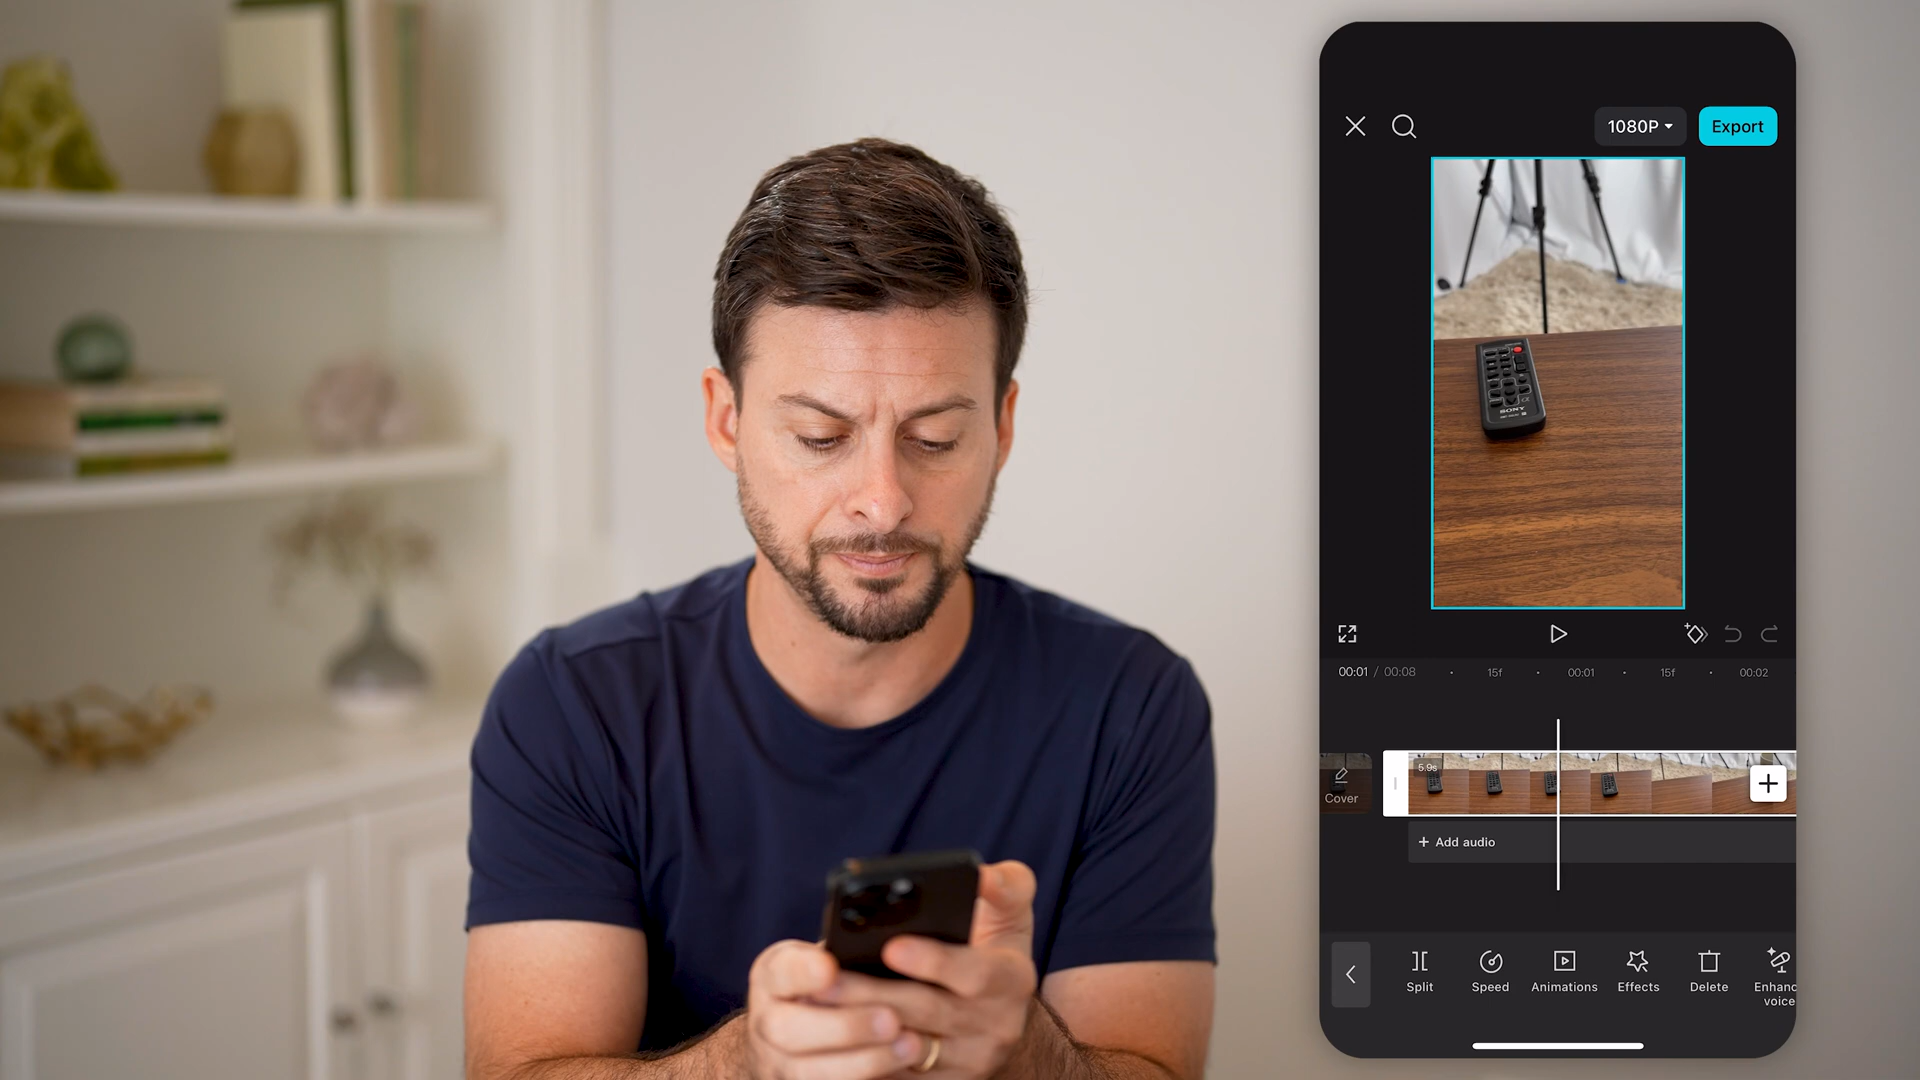 1080P
Export
SONY
00:01 / 00:08
15f
00:01
15f
00:02
5.9s
Cover
+ Add audio
Split
Speed
Animations
Effects
Delete
Enhanc
voice